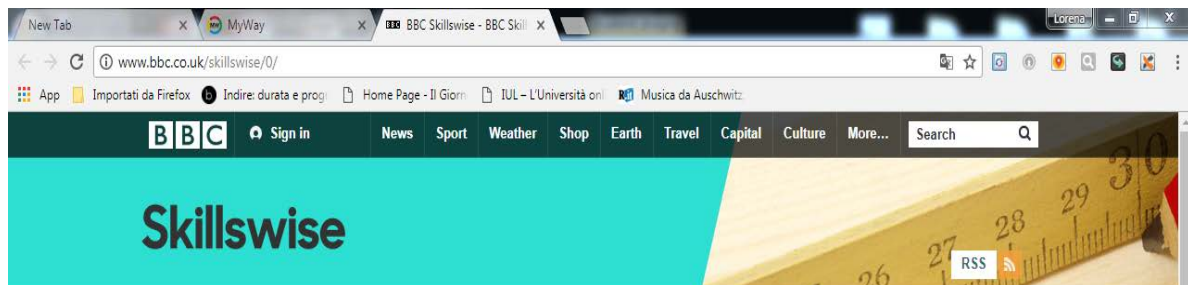 New Tab MyWay BBC Skillswise - BBC Skil Lorena
www.bbc.co.uk/skillswise/0/
App Importati da Firefox Indire: durata e prog Home Page - Il Giorn IUL – L'Università onl Musica da Auschwitz
BBC Sign in News Sport Weather Shop Earth Travel Capital Culture More... Search
Skillswise
26 27 28 29 30
RSS